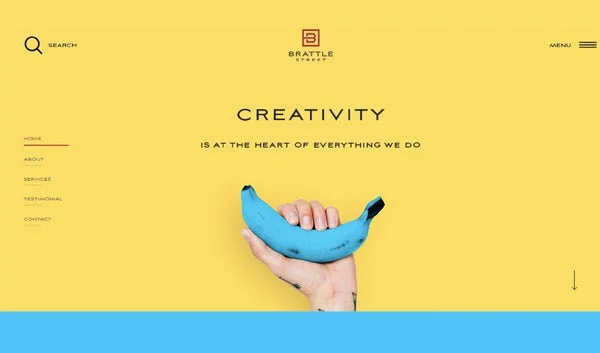 SEARCH
B
BRATTLE
STREET
MENU
CREATIVITY
IS AT THE HEART OF EVERYTHING WE DO
HOME
ABOUT
SERVICES
TESTIMONIAL
CONTACT